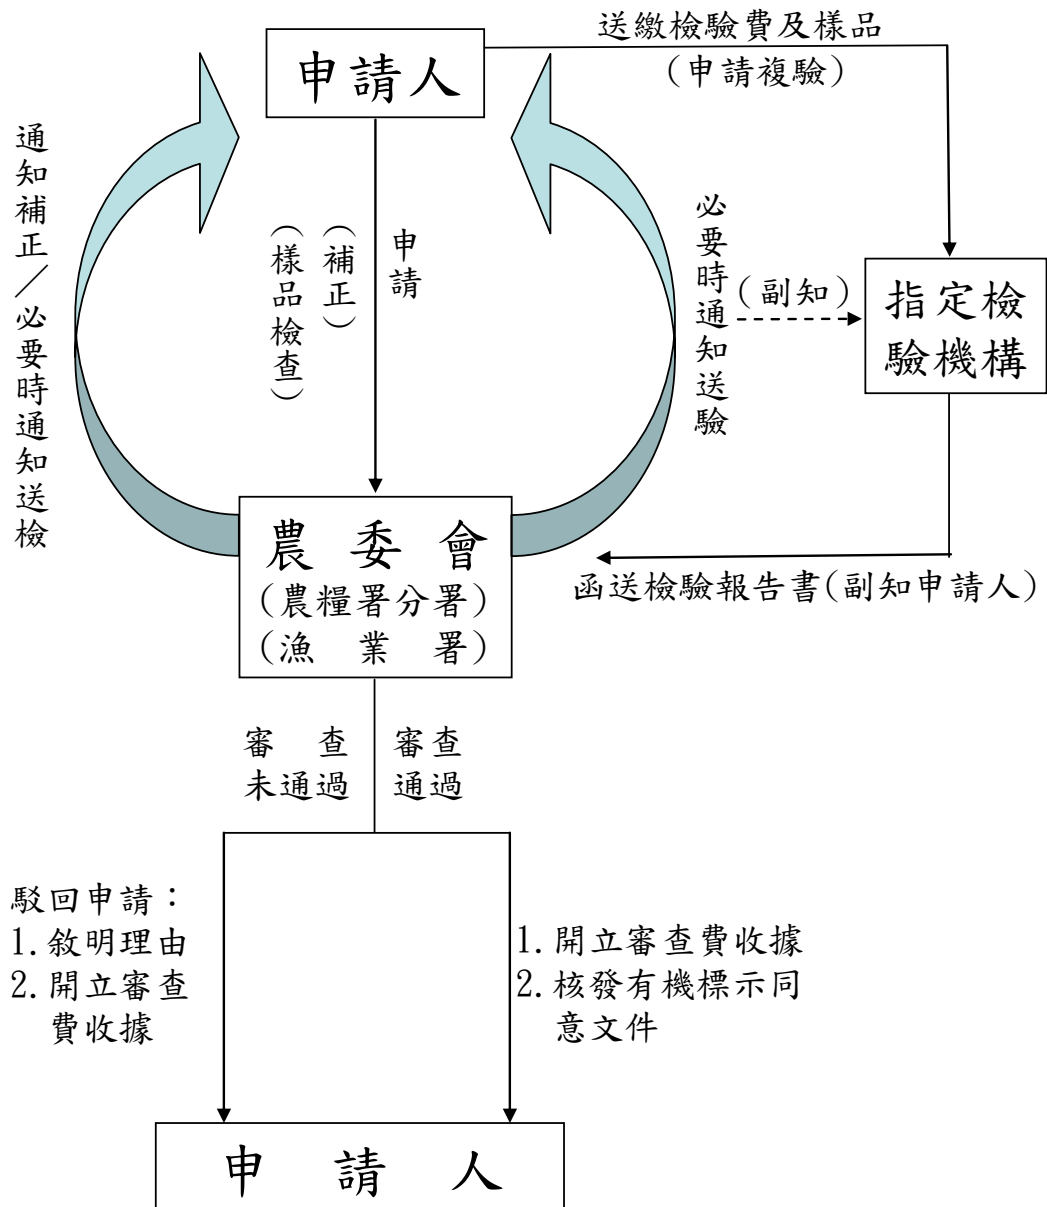 送繳檢驗費及樣品
(申請複驗)
申請人
通知補正／必要時通知送檢
申請
(補正)
(樣品檢查)
必要時通知送驗
(副知)
指定檢
驗機構
農委會
(農糧署分署)
(漁業署)
函送檢驗報告書(副知申請人)
審查
未通過
審查
通過
駁回申請：
1.敘明理由
2.開立審查
費收據
1.開立審查費收據
2.核發有機標示同
意文件
申請人